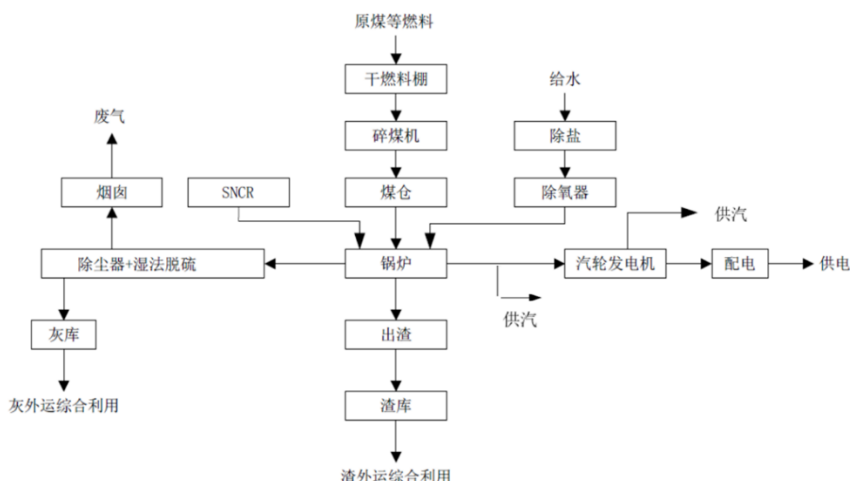 原煤等燃料
干燃料棚
给水
废气
碎煤机
除盐
烟囱
SNCR
煤仓
除氧器
供汽
除尘器+湿法脱硫
锅炉
汽轮发电机
配电
供电
供汽
灰库
出渣
灰外运综合利用
渣库
渣外运综合利用